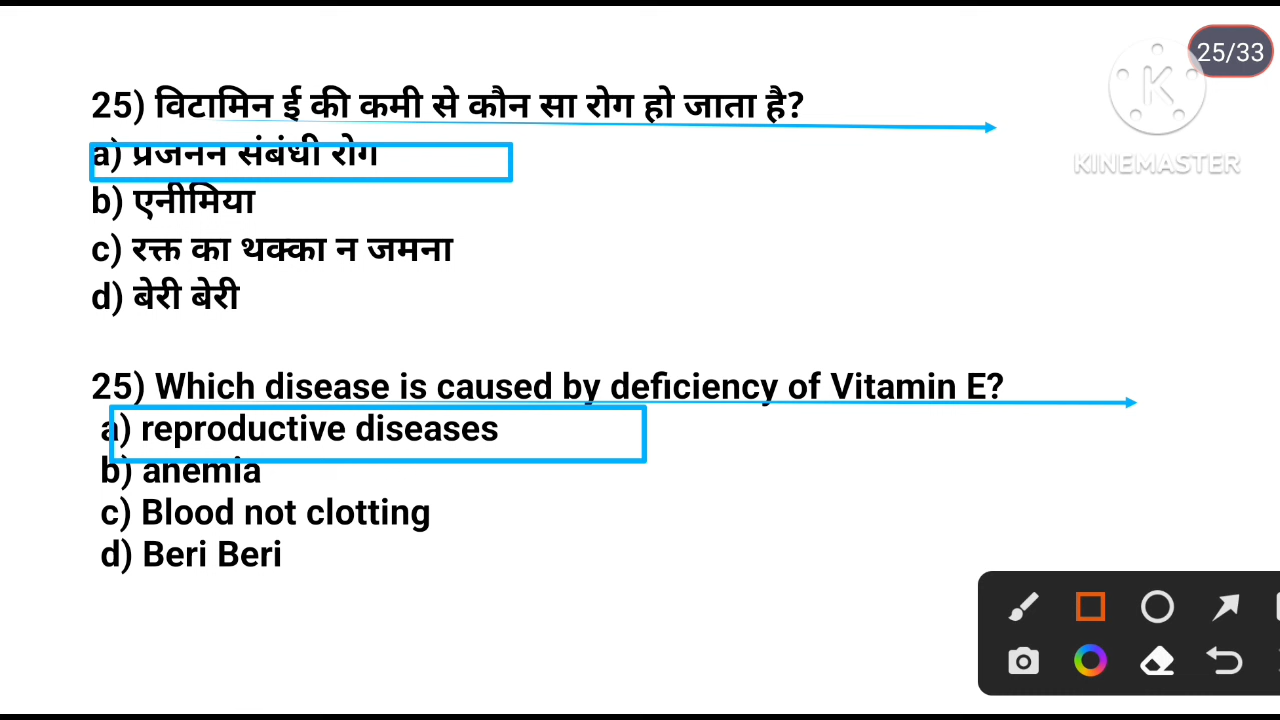 25/33
KINEMASTER
25) विटामिन ई की कमी से कौन सा रोग हो जाता है?
a) प्रजनन संबंधी रोग
b) एनीमिया
c) रक्त का थक्का न जमना
d) बेरी बेरी
25) Which disease is caused by deficiency of Vitamin E?
a) reproductive diseases
b) anemia
c) Blood not clotting
d) Beri Beri